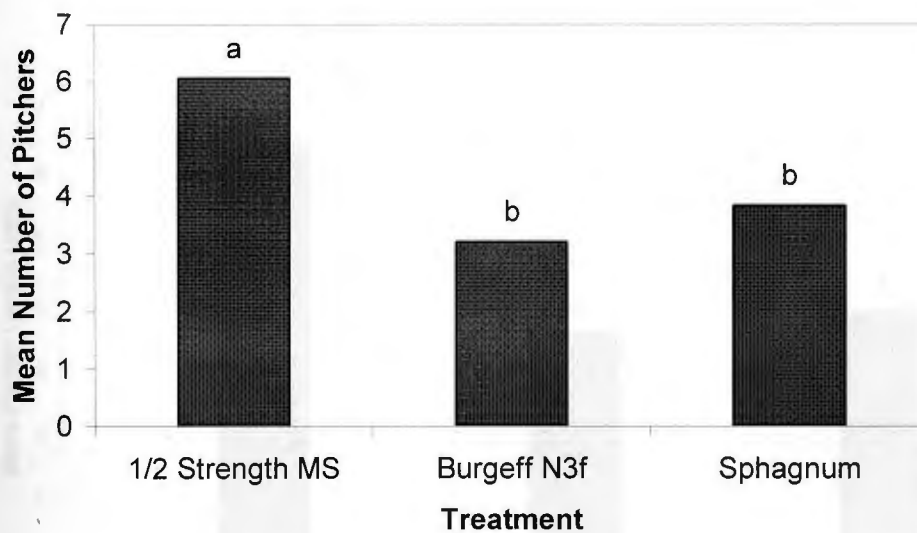 Mean Number of Pitchers
7
6
5
4
3
2
1
0
a
b
b
1/2 Strength MS
Burgeff N3f
Sphagnum
Treatment